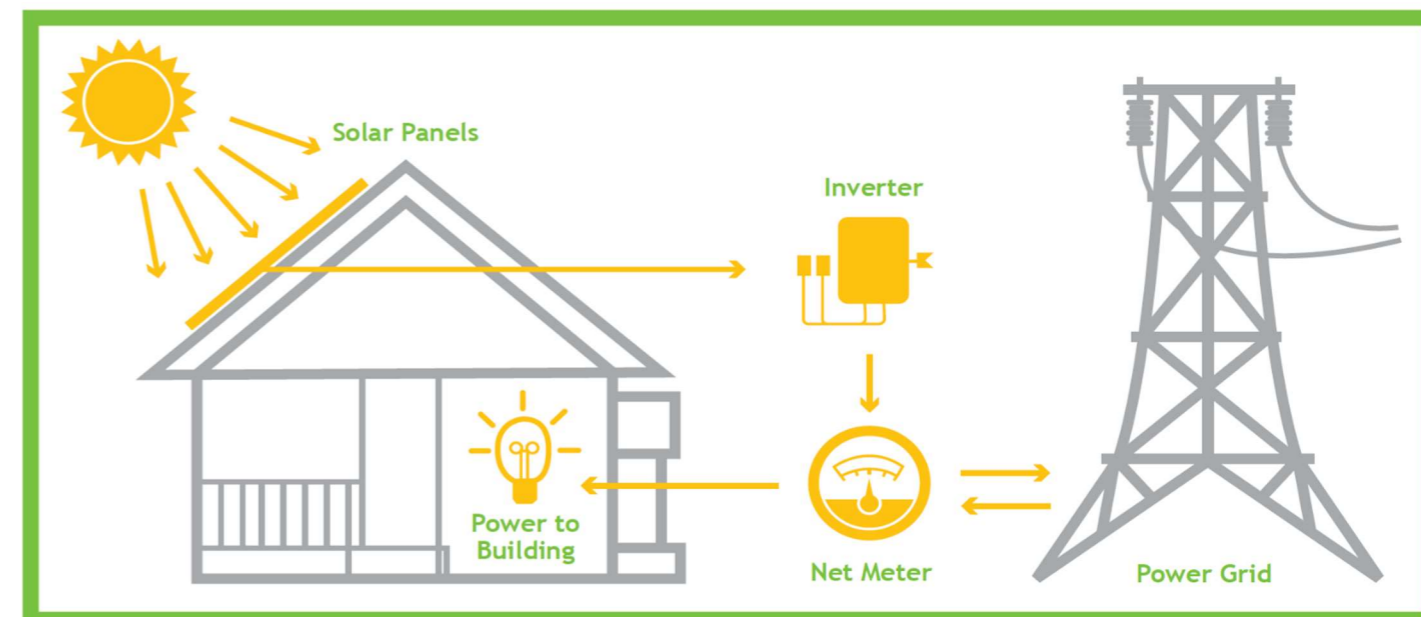 Solar Panels
Inverter
Power to
Building
Net Meter
Power Grid